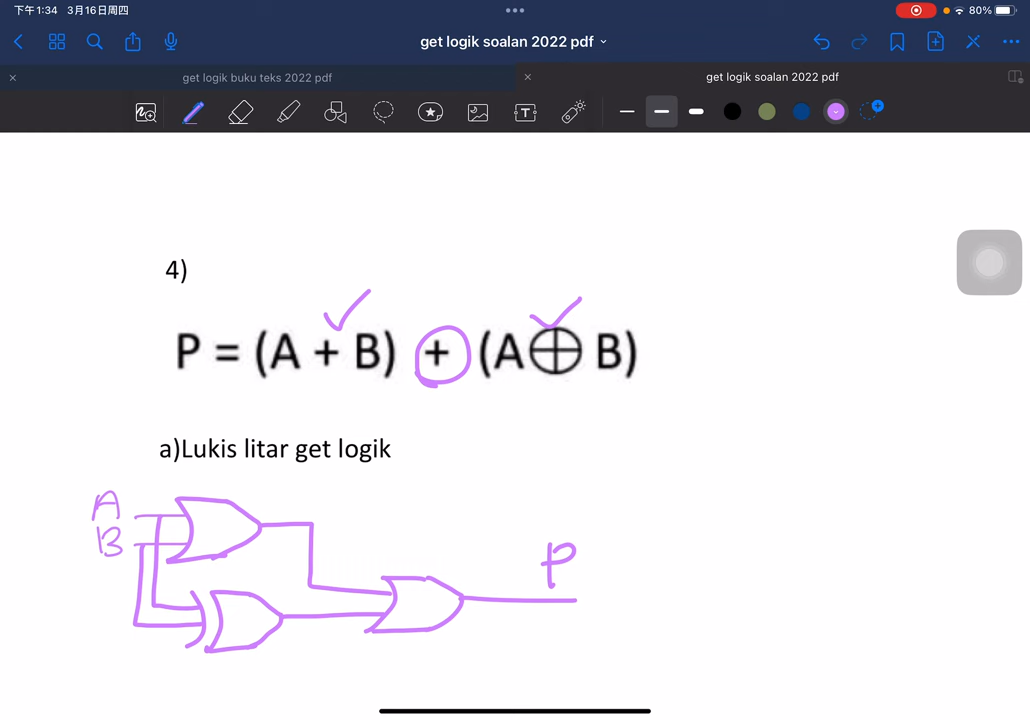 下午1:34 3月16日周四 80%
get logik soalan 2022 pdf
get logik buku teks 2022 pdf get logik soalan 2022 pdf
4)
P = (A + B) + (A ⊕ B)
a)Lukis litar get logik
A
B
P